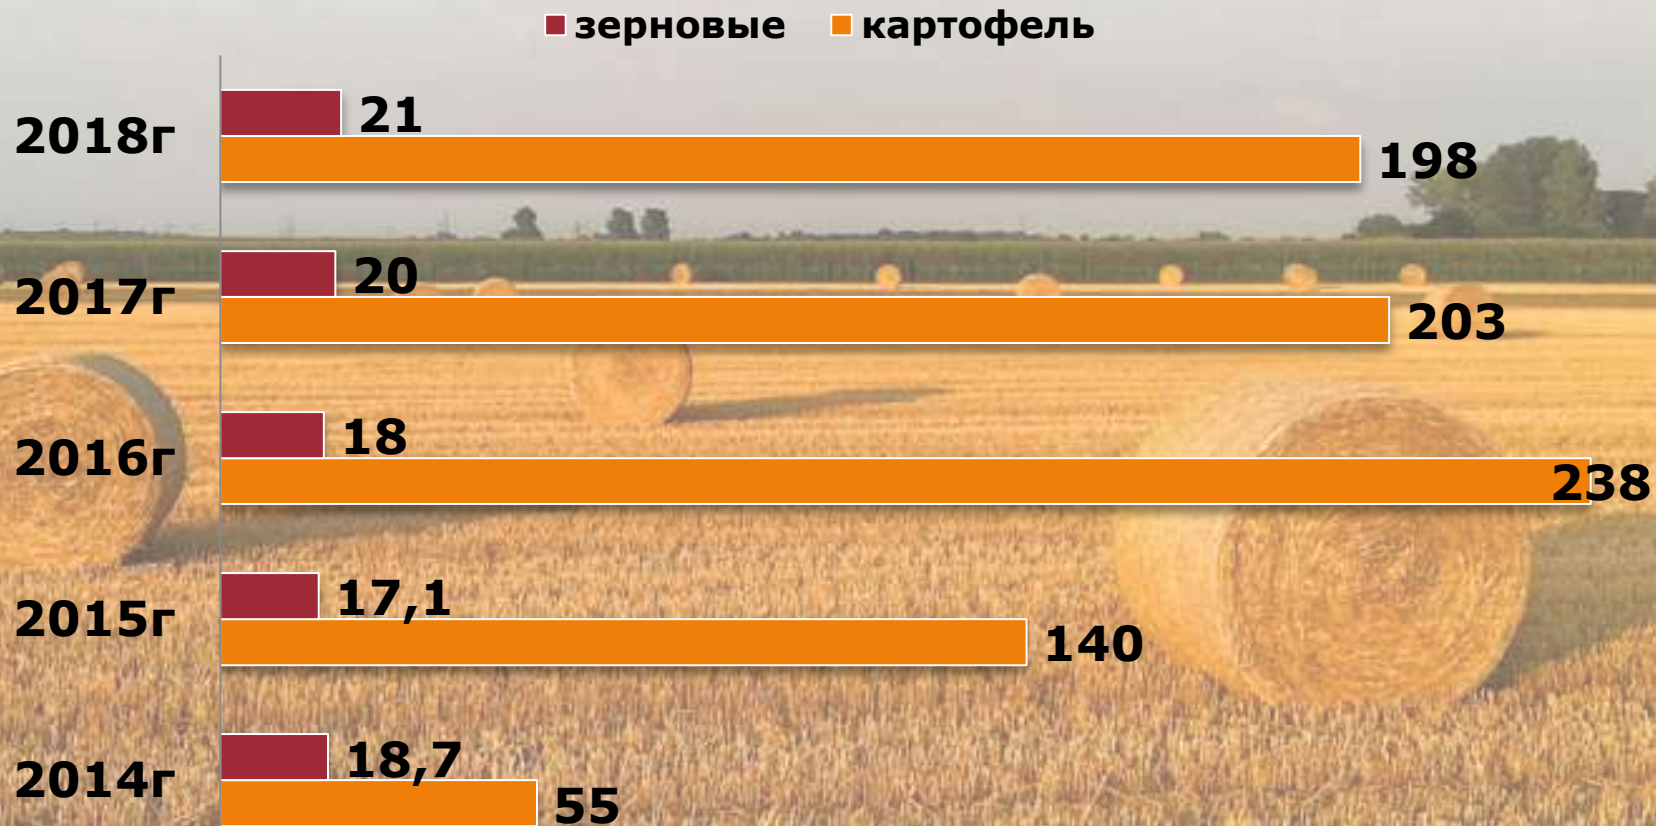 зерновые картофель
2018г 21 198
2017г 20 203
2016г 18 238
2015г 17,1 140
2014г 18,7 55